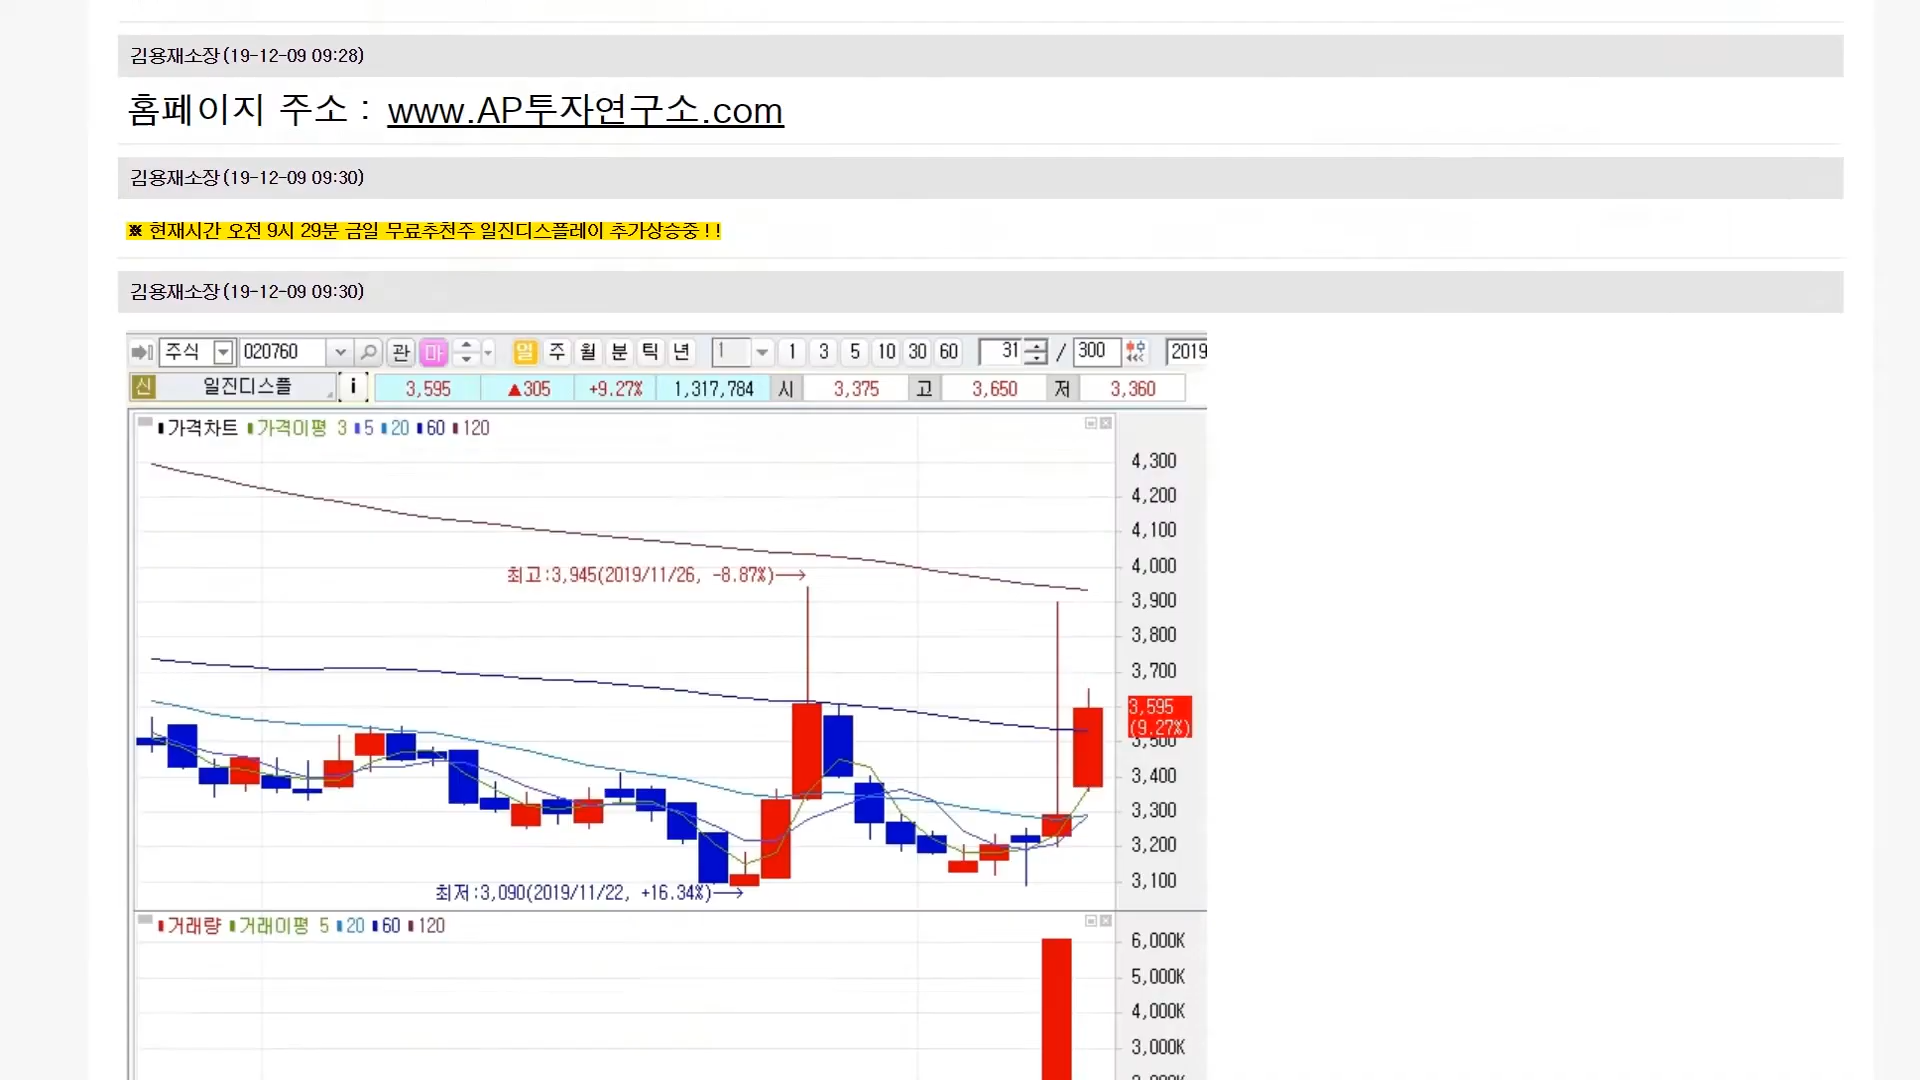 김용재소장 (19-12-09 09:28)
홈페이지 주소 : www.AP투자연구소.com
김용재소장 (19-12-09 09:30)
※ 현재시간 오전 9시 29분 금일 무료추천주 일진디스플레이 추가상승중 ! !
김용재소장 (19-12-09 09:30)
주식 020760 관 마 일 주 월 분 틱 년 1 1 3 5 10 30 60 31 / 300 2019
신 일진디스플 i 3,595 ▲305 +9.27% 1,317,784 시 3,375 고 3,650 저 3,360
가격차트 가격이평 3 5 20 60 120
4,300
4,200
4,100
4,000
최고:3,945(2019/11/26, -8.87%)→
3,900
3,800
3,700
3,595
(9.27%)
3,500
3,400
3,300
3,200
3,100
최저:3,090(2019/11/22, +16.34%)→
거래량 거래이평 5 20 60 120
6,000K
5,000K
4,000K
3,000K